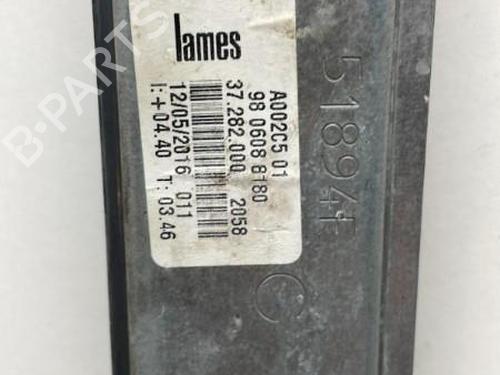 lames
A002C5 01
98 0608 8180
37.282.000 2058
12/05/2016 011
I:+04.40 T: 03.46
51894F
C
B-PARTS